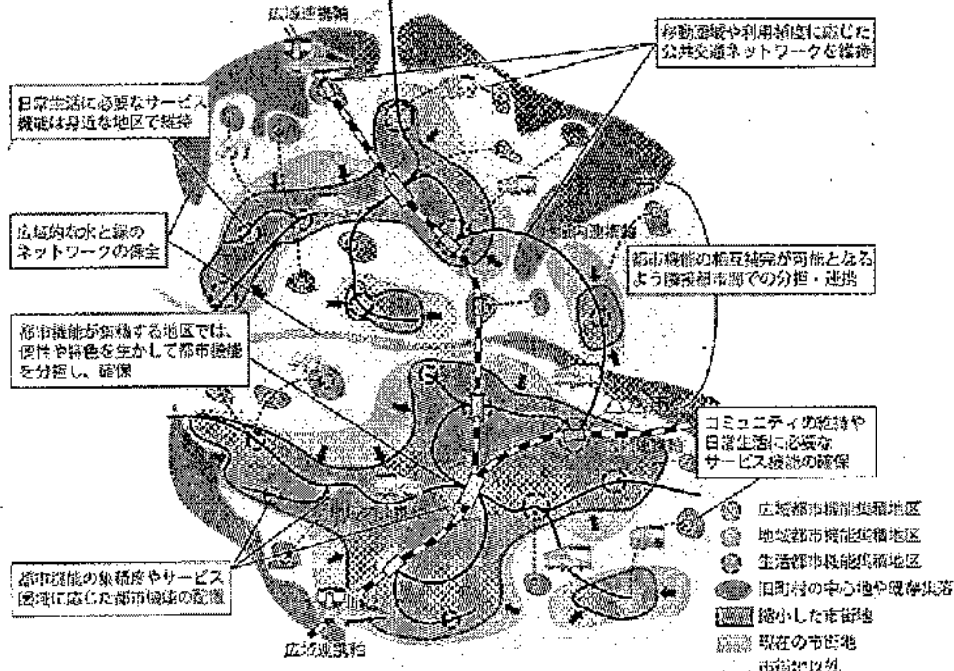 広域連携軸
移動圏域や利用頻度に応じた
公共交通ネットワークを維持
日常生活に必要なサービス
機能は身近な地区で維持
広域的な水と緑の
ネットワークの保全
都市機能の相互補完が可能となる
よう隣接都市間での分担・連携
都市機能が集積する地区では、
個性や特色を生かして都市機能
を分担し、確保
コミュニティの維持や
日常生活に必要な
サービス機能の確保
都市機能の集積度やサービス
圏域に応じた都市機能の配置
広域連携軸
広域都市機能集積地区
地域都市機能集積地区
生活都市機能集積地区
旧町村の中心地や既存集落
縮小した市街地
現在の市街地
市街地以外